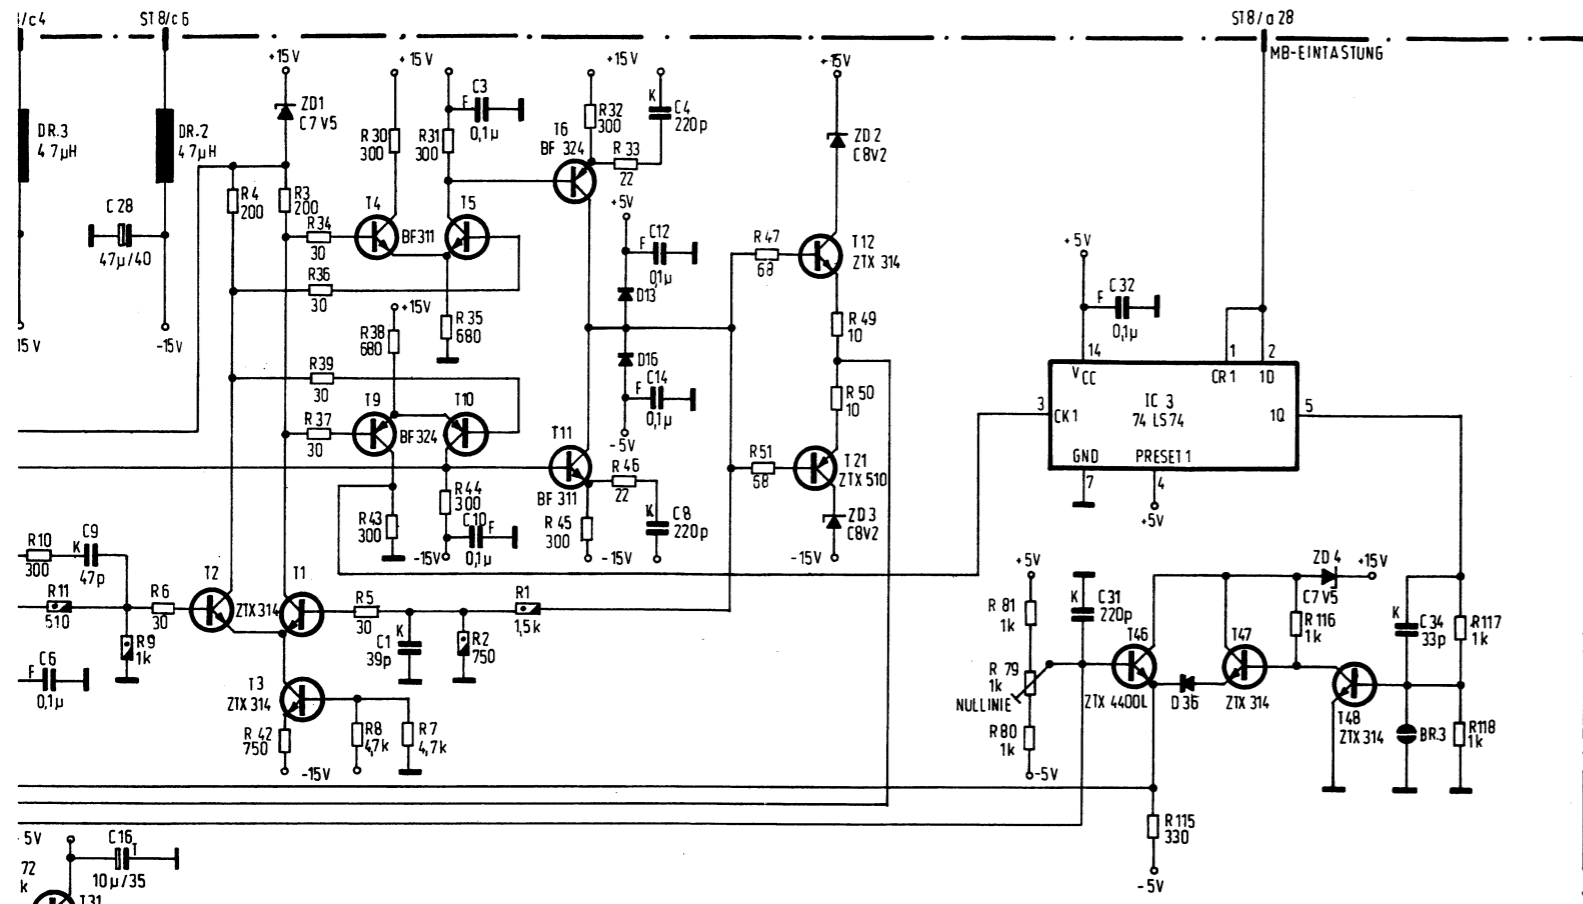 /c4
ST8/c6
ST8/a28
MB-EINTASTUNG
+15V
+15V
+15V
+15V
ZD1
C7V5
C3
F
0,1µ
K
C4
220p
R32
300
T6
BF 324
R33
22
DR.3
47µH
DR.2
47µH
R30
300
R31
300
ZD2
C8V2
R4
200
R3
200
R34
30
T4
T5
BF311
+5V
F
C12
0,1µ
D13
R47
68
T12
ZTX 314
C28
47µ/40
R36
30
+15V
R38
680
R35
680
15V
-15V
R49
10
+5V
F
C32
0,1µ
14
VCC
1
2
CR1
1D
3
CK1
IC 3
74 LS74
1Q
5
GND
PRESET1
7
4
+5V
D16
F
C14
0,1µ
-5V
R39
30
R50
10
T9
T10
BF324
R37
30
T11
BF 311
R46
22
R51
68
T21
ZTX 510
R44
300
R43
300
C10
F
0,1µ
-15V
R45
300
-15V
K
C8
220p
ZD3
C8V2
-15V
R10
300
K
C9
47p
R11
510
R6
30
T2
ZTX314
T1
R5
30
R1
1,5k
R9
1k
K
C1
39p
R2
750
F
C6
0,1µ
T3
ZTX 314
R42
750
-15V
R8
4,7k
R7
4,7k
+5V
R81
1k
R79
1k
NULLINIE
R80
1k
-5V
K
C31
220p
T46
ZTX 4400L
D36
T47
ZTX 314
ZD4
C7V5
+15V
R116
1k
T48
ZTX 314
K
C34
33p
R117
1k
BR.3
R118
1k
R115
330
-5V
5V
72
k
C16
T
10µ/35
T31